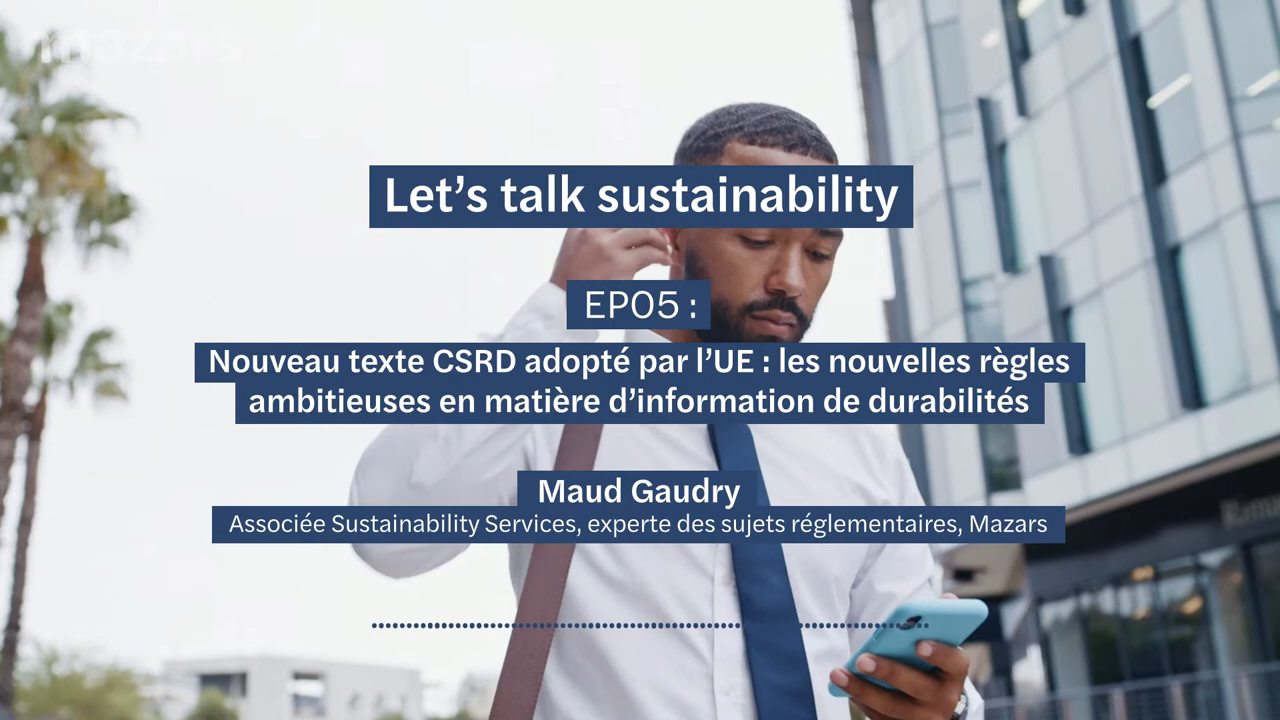 mazars
Let’s talk sustainability
EP05 :
Nouveau texte CSRD adopté par l’UE : les nouvelles règles
ambitieuses en matière d’information de durabilités
Maud Gaudry
Associée Sustainability Services, experte des sujets réglementaires, Mazars